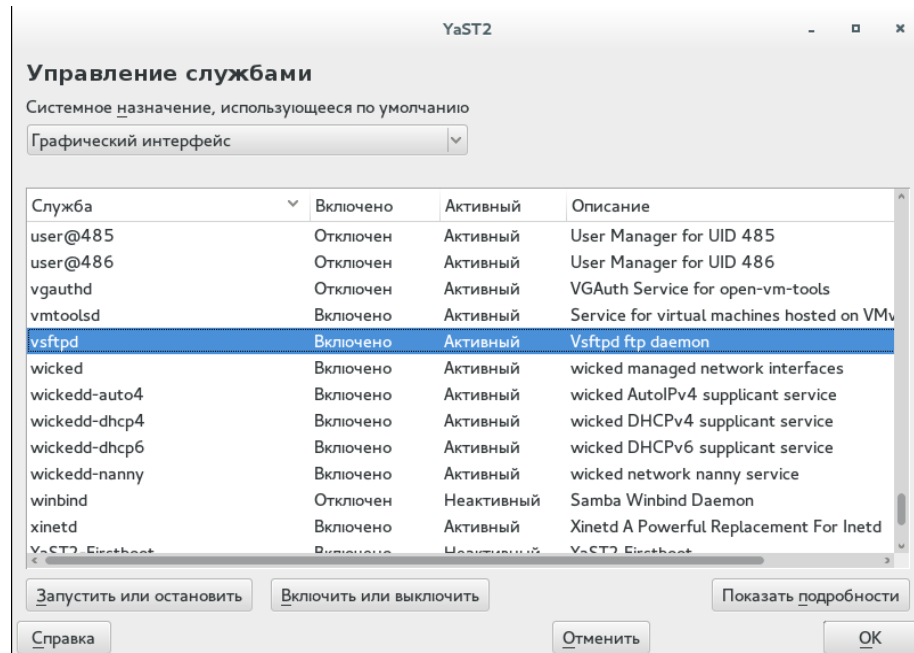 YaST2
Управление службами
Системное назначение, использующееся по умолчанию
Графический интерфейс
Служба Включено Активный Описание
user@485 Отключен Активный User Manager for UID 485
user@486 Отключен Активный User Manager for UID 486
vgauthd Отключен Активный VGAuth Service for open-vm-tools
vmtoolsd Включено Активный Service for virtual machines hosted on VMv
vsftpd Включено Активный Vsftpd ftp daemon
wicked Включено Активный wicked managed network interfaces
wickedd-auto4 Включено Активный wicked AutoIPv4 supplicant service
wickedd-dhcp4 Включено Активный wicked DHCPv4 supplicant service
wickedd-dhcp6 Включено Активный wicked DHCPv6 supplicant service
wickedd-nanny Включено Активный wicked network nanny service
winbind Отключен Неактивный Samba Winbind Daemon
xinetd Включено Активный Xinetd A Powerful Replacement For Inetd
YaST2-Firstboot Включено Неактивный YaST2 Firstboot
Запустить или остановить Включить или выключить Показать подробности
Справка Отменить OK